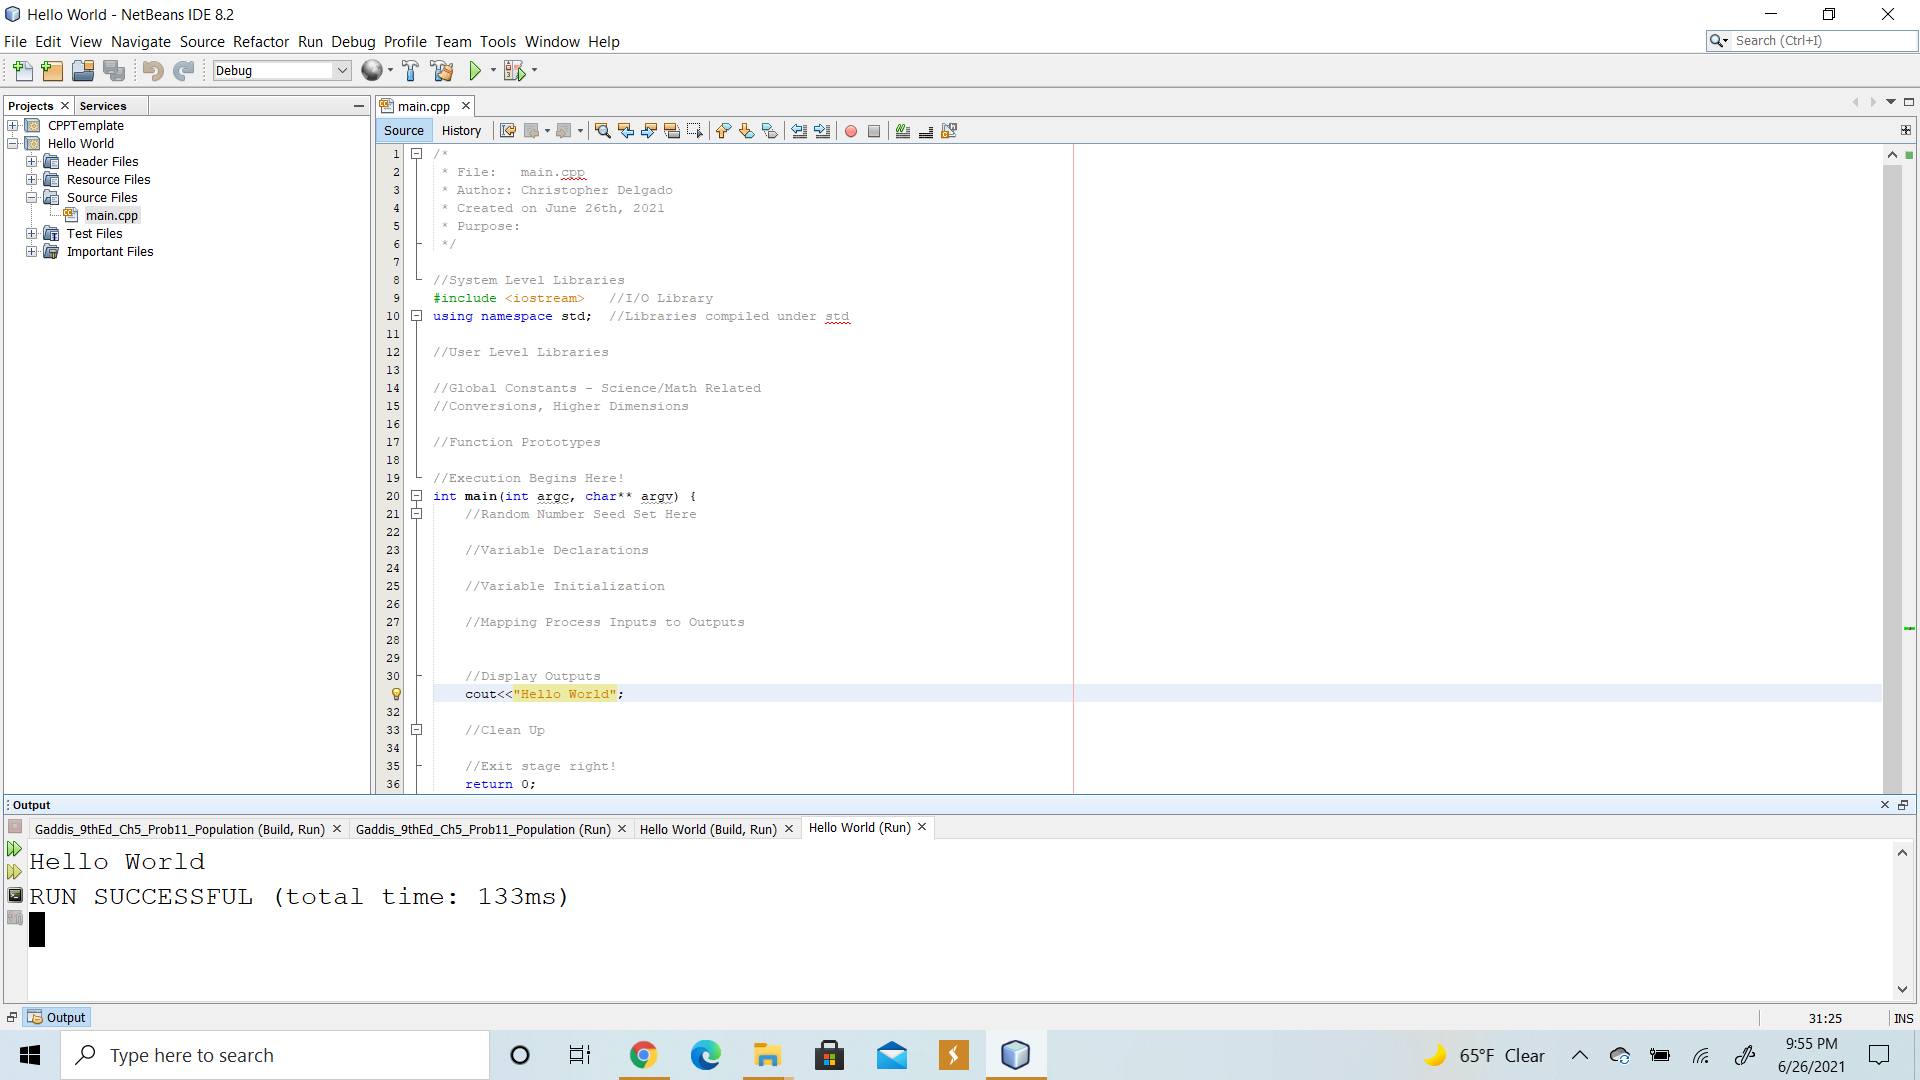 Hello World - NetBeans IDE 8.2
File Edit View Navigate Source Refactor Run Debug Profile Team Tools Window Help
Search (Ctrl+I)
Debug
Projects Services
CPPTemplate
Hello World
Header Files
Resource Files
Source Files
main.cpp
Test Files
Important Files
main.cpp
Source History
1 /*
2 * File:   main.cpp
3 * Author: Christopher Delgado
4 * Created on June 26th, 2021
5 * Purpose:
6 */
7
8 //System Level Libraries
9 #include <iostream>   //I/O Library
10 using namespace std;  //Libraries compiled under std
11
12 //User Level Libraries
13
14 //Global Constants - Science/Math Related
15 //Conversions, Higher Dimensions
16
17 //Function Prototypes
18
19 //Execution Begins Here!
20 int main(int argc, char** argv) {
21 //Random Number Seed Set Here
22
23 //Variable Declarations
24
25 //Variable Initialization
26
27 //Mapping Process Inputs to Outputs
28
29
30 //Display Outputs
cout<<"Hello World";
32
33 //Clean Up
34
35 //Exit stage right!
36 return 0;
Output
Gaddis_9thEd_Ch5_Prob11_Population (Build, Run) Gaddis_9thEd_Ch5_Prob11_Population (Run) Hello World (Build, Run) Hello World (Run)
Hello World
RUN SUCCESSFUL (total time: 133ms)
Output
31:25 INS
Type here to search
65°F Clear
9:55 PM
6/26/2021